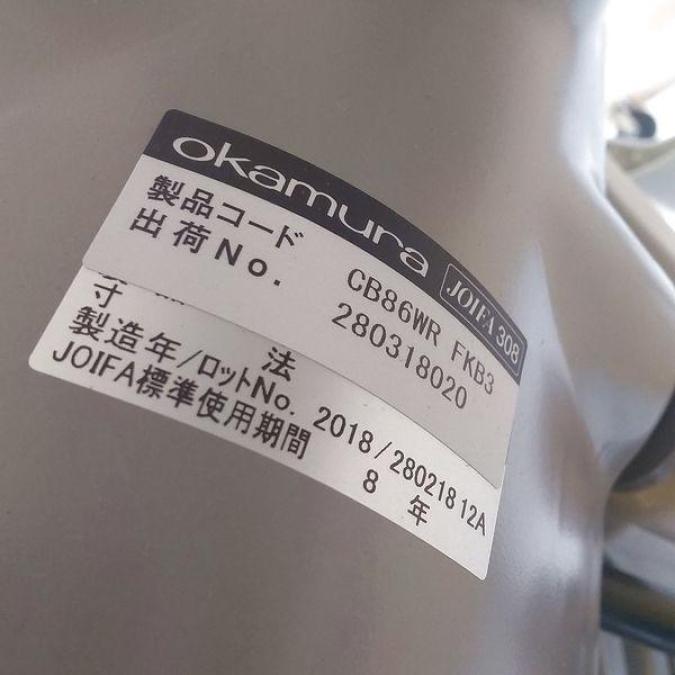 okamura JOIFA 308
製品コード CB86WR FKB3
出荷No. 280318020
寸 法
製造年/ロットNo. 2018/28021812A
JOIFA標準使用期間 8 年